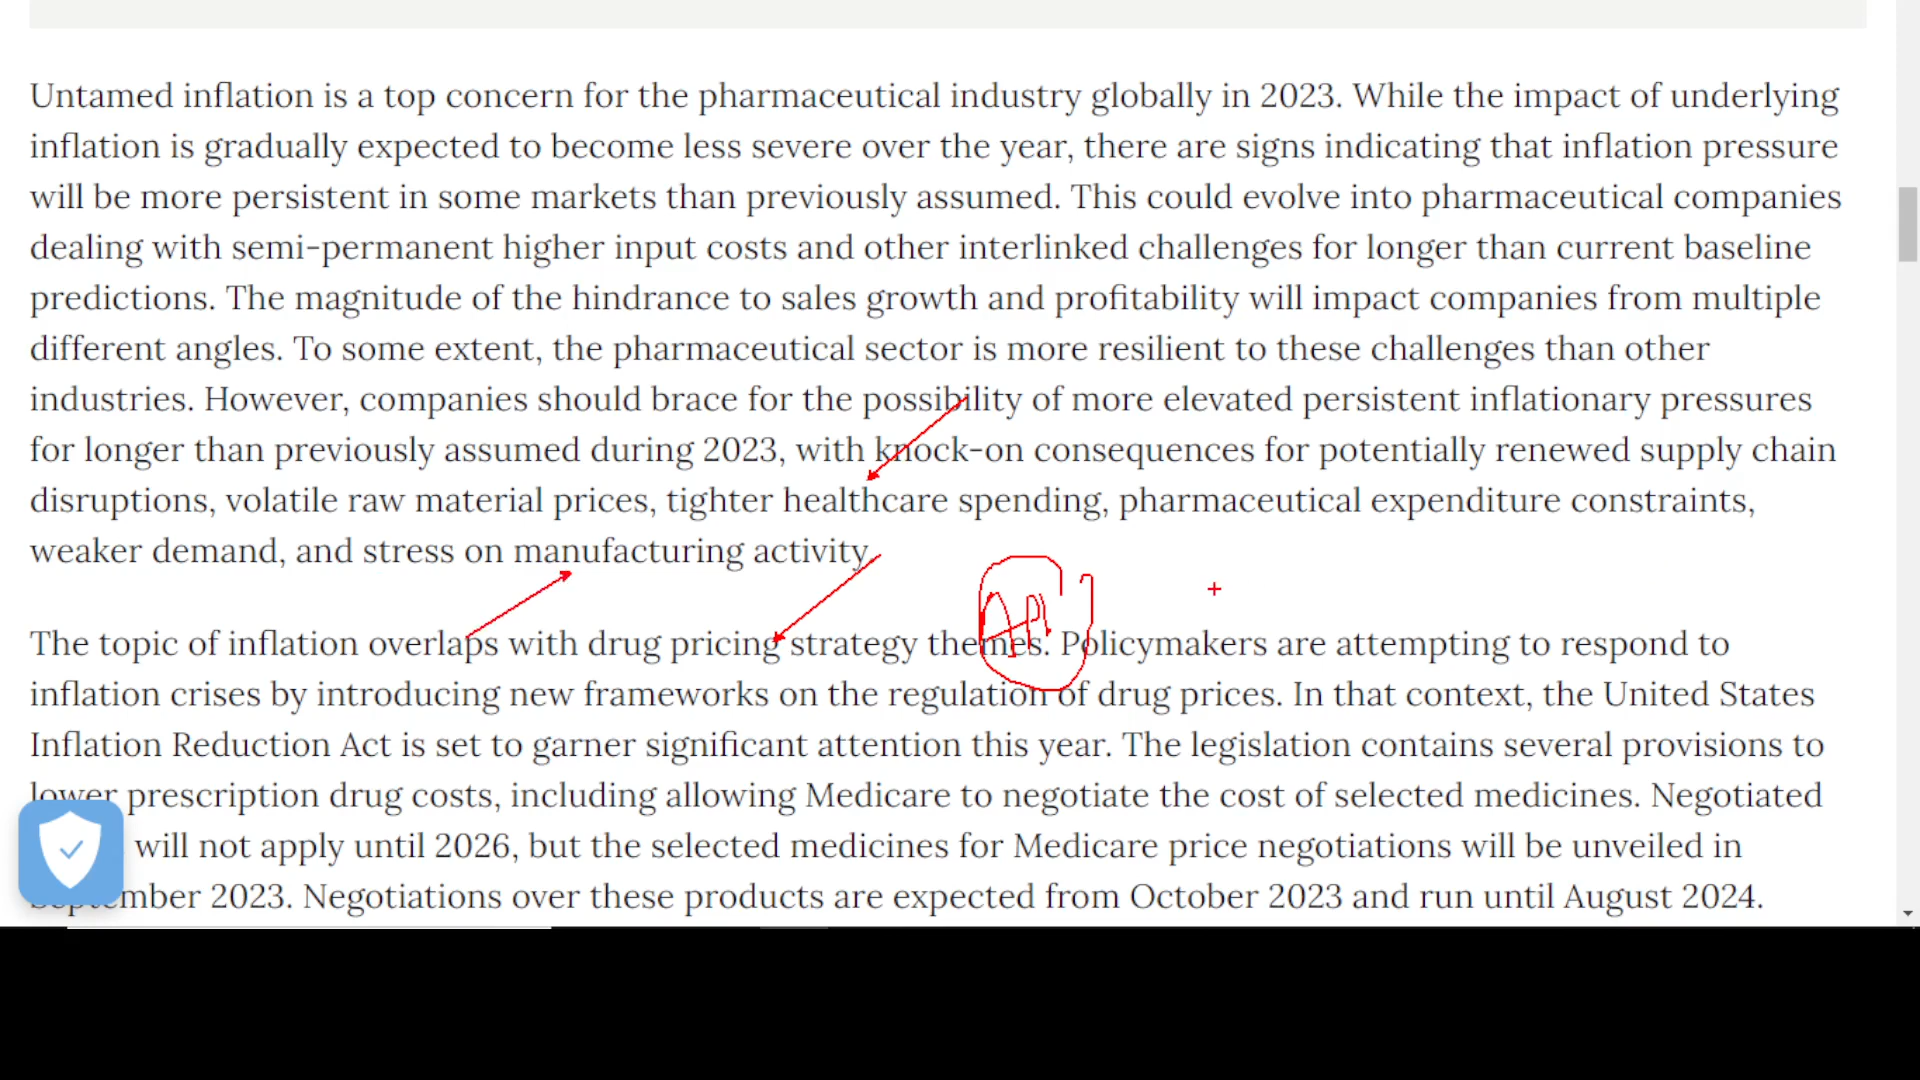 Untamed inflation is a top concern for the pharmaceutical industry globally in 2023. While the impact of underlying
inflation is gradually expected to become less severe over the year, there are signs indicating that inflation pressure
will be more persistent in some markets than previously assumed. This could evolve into pharmaceutical companies
dealing with semi-permanent higher input costs and other interlinked challenges for longer than current baseline
predictions. The magnitude of the hindrance to sales growth and profitability will impact companies from multiple
different angles. To some extent, the pharmaceutical sector is more resilient to these challenges than other
industries. However, companies should brace for the possibility of more elevated persistent inflationary pressures
for longer than previously assumed during 2023, with knock-on consequences for potentially renewed supply chain
disruptions, volatile raw material prices, tighter healthcare spending, pharmaceutical expenditure constraints,
weaker demand, and stress on manufacturing activity
API
The topic of inflation overlaps with drug pricing strategy themes. Policymakers are attempting to respond to
inflation crises by introducing new frameworks on the regulation of drug prices. In that context, the United States
Inflation Reduction Act is set to garner significant attention this year. The legislation contains several provisions to
lower prescription drug costs, including allowing Medicare to negotiate the cost of selected medicines. Negotiated
will not apply until 2026, but the selected medicines for Medicare price negotiations will be unveiled in
September 2023. Negotiations over these products are expected from October 2023 and run until August 2024.